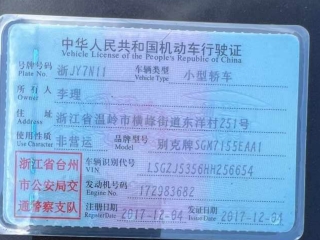 中华人民共和国机动车行驶证
Vehicle License of the People's Republic of China
号牌号码 浙JY7N11 车辆类型 小型轿车
Plate No. Vehicle Type
所有人 李理
Owner
住址 浙江省温岭市横峰街道东洋村251号
Address
使用性质 非营运 品牌型号 别克牌SGM7155EAA1
Use Character Model
浙江省台州 车辆识别代号 LSGZJS356HH256654
VIN
市公安局交 发动机号码 172983682
Engine No.
通警察支队 注册日期 2017-12-04 发证日期 2017-12-04
Register Date Issue Date